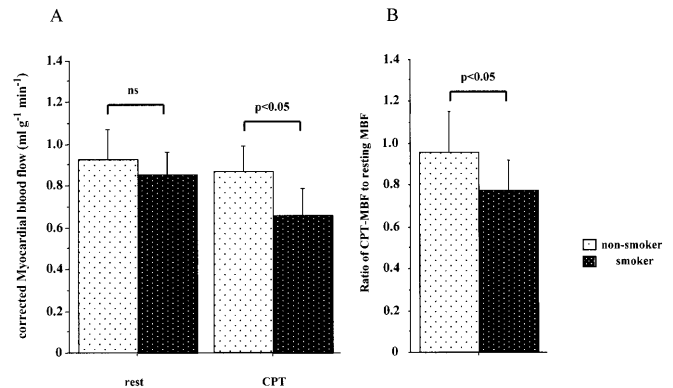 A
corrected Myocardial blood flow (ml g⁻¹ min⁻¹)
1.4
1.2
1.0
0.8
0.6
0.4
0.2
0
ns
p<0.05
rest
CPT
B
Ratio of CPT-MBF to resting MBF
1.4
1.2
1.0
0.8
0.6
0.4
0.2
0
p<0.05
non-smoker
smoker